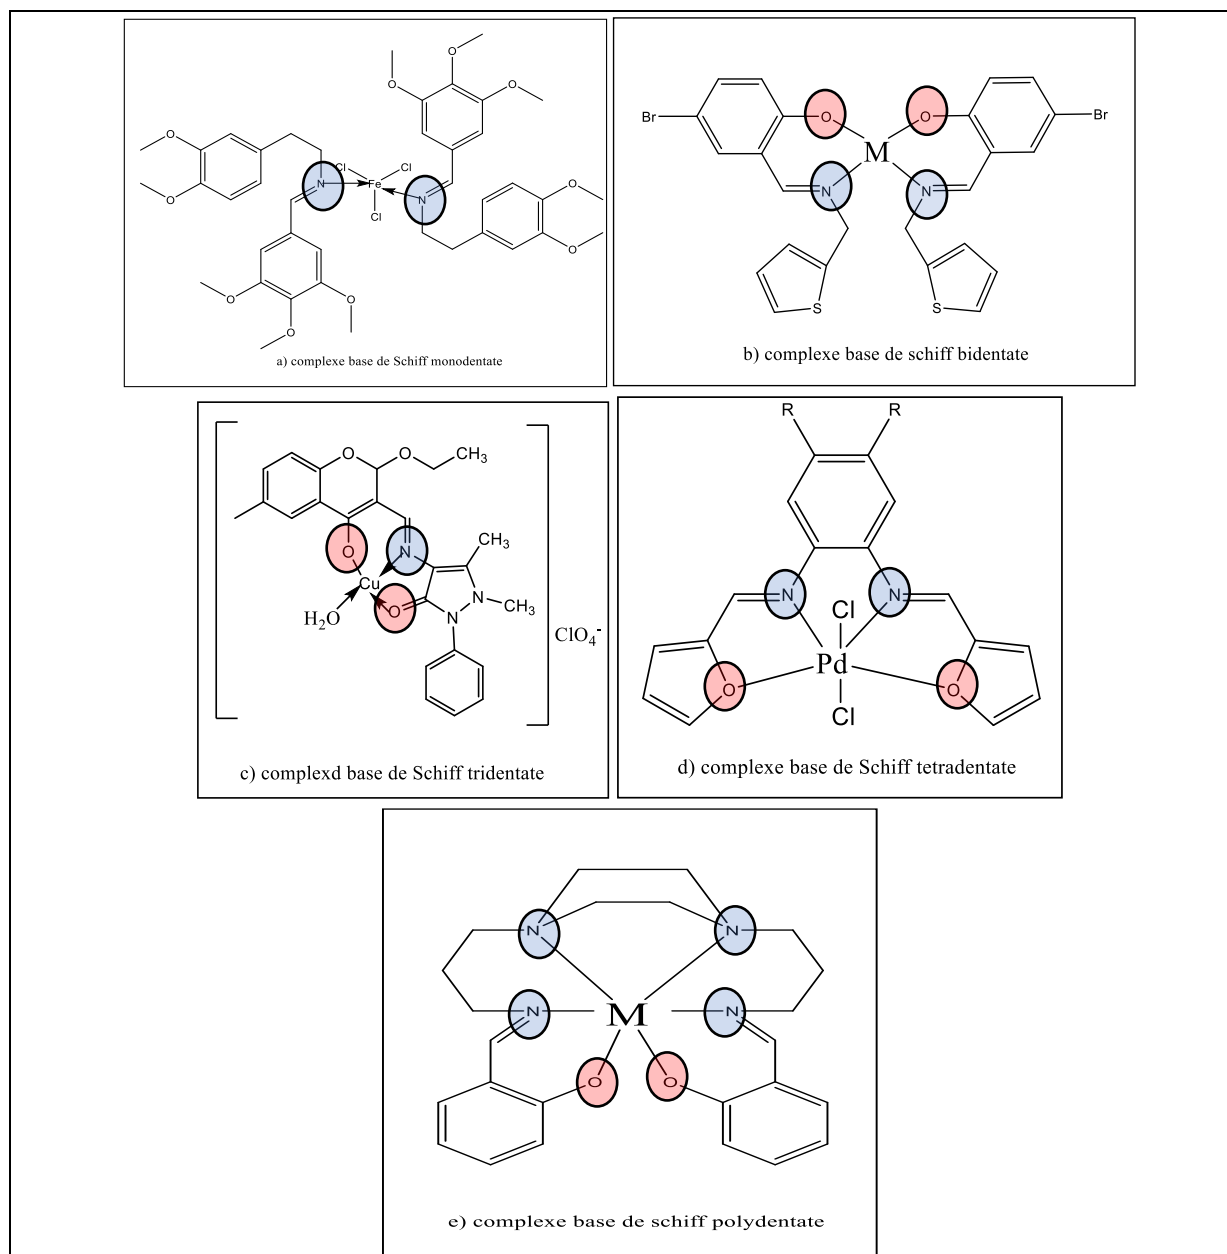 O
O O
O
O N Cl Cl Fe N O
Cl
O
O O
O
a) complexe base de Schiff monodentate
Br O O Br
M
N N
S S
b) complexe base de schiff bidentate
O O CH3
O N CH3
Cu
H2O O N CH3
N
ClO4-
c) complexd base de Schiff tridentate
R R
N Cl N
Pd
O O
Cl
d) complexe base de Schiff tetradentate
N N
N M N
O O
e) complexe base de schiff polydentate